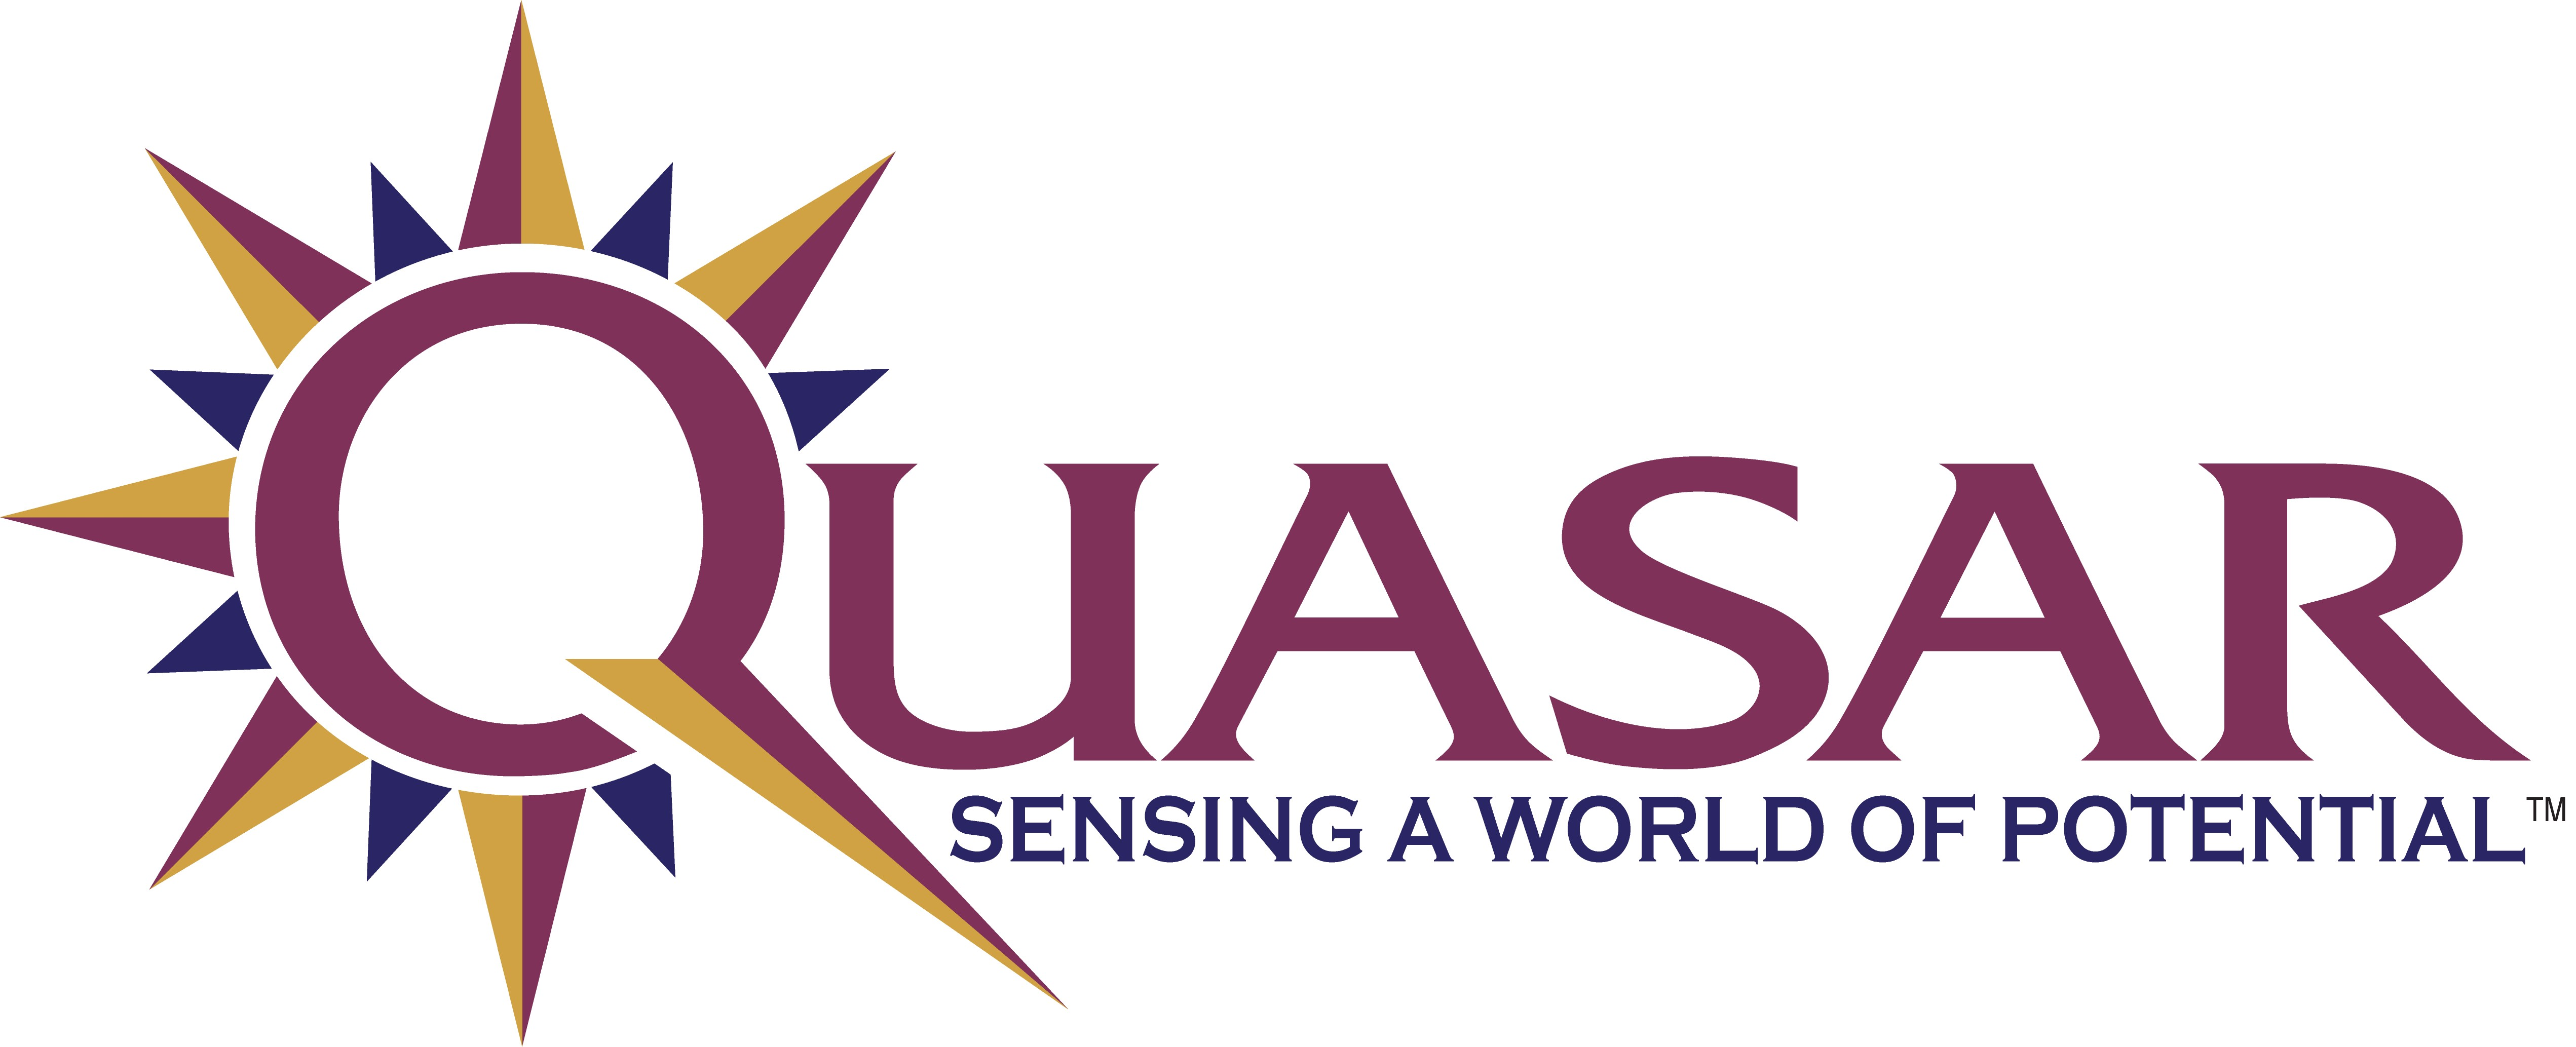 QUASAR
SENSING A WORLD OF POTENTIAL™